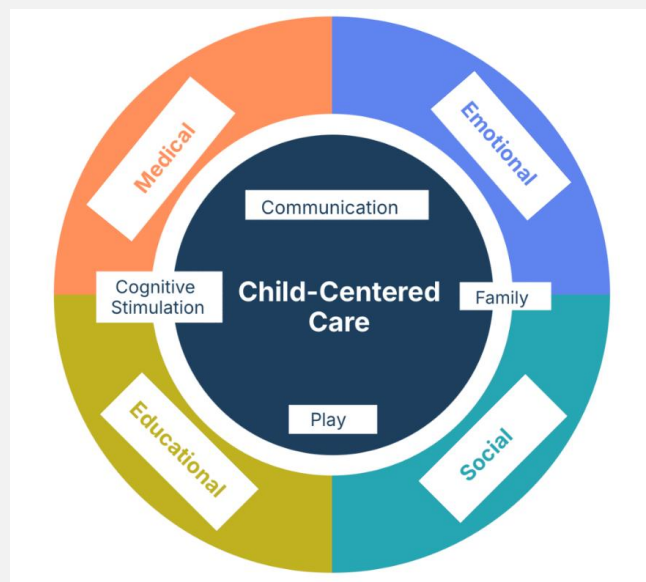 Medical
Emotional
Communication
Cognitive
Stimulation
Child-Centered
Care
Family
Play
Educational
Social